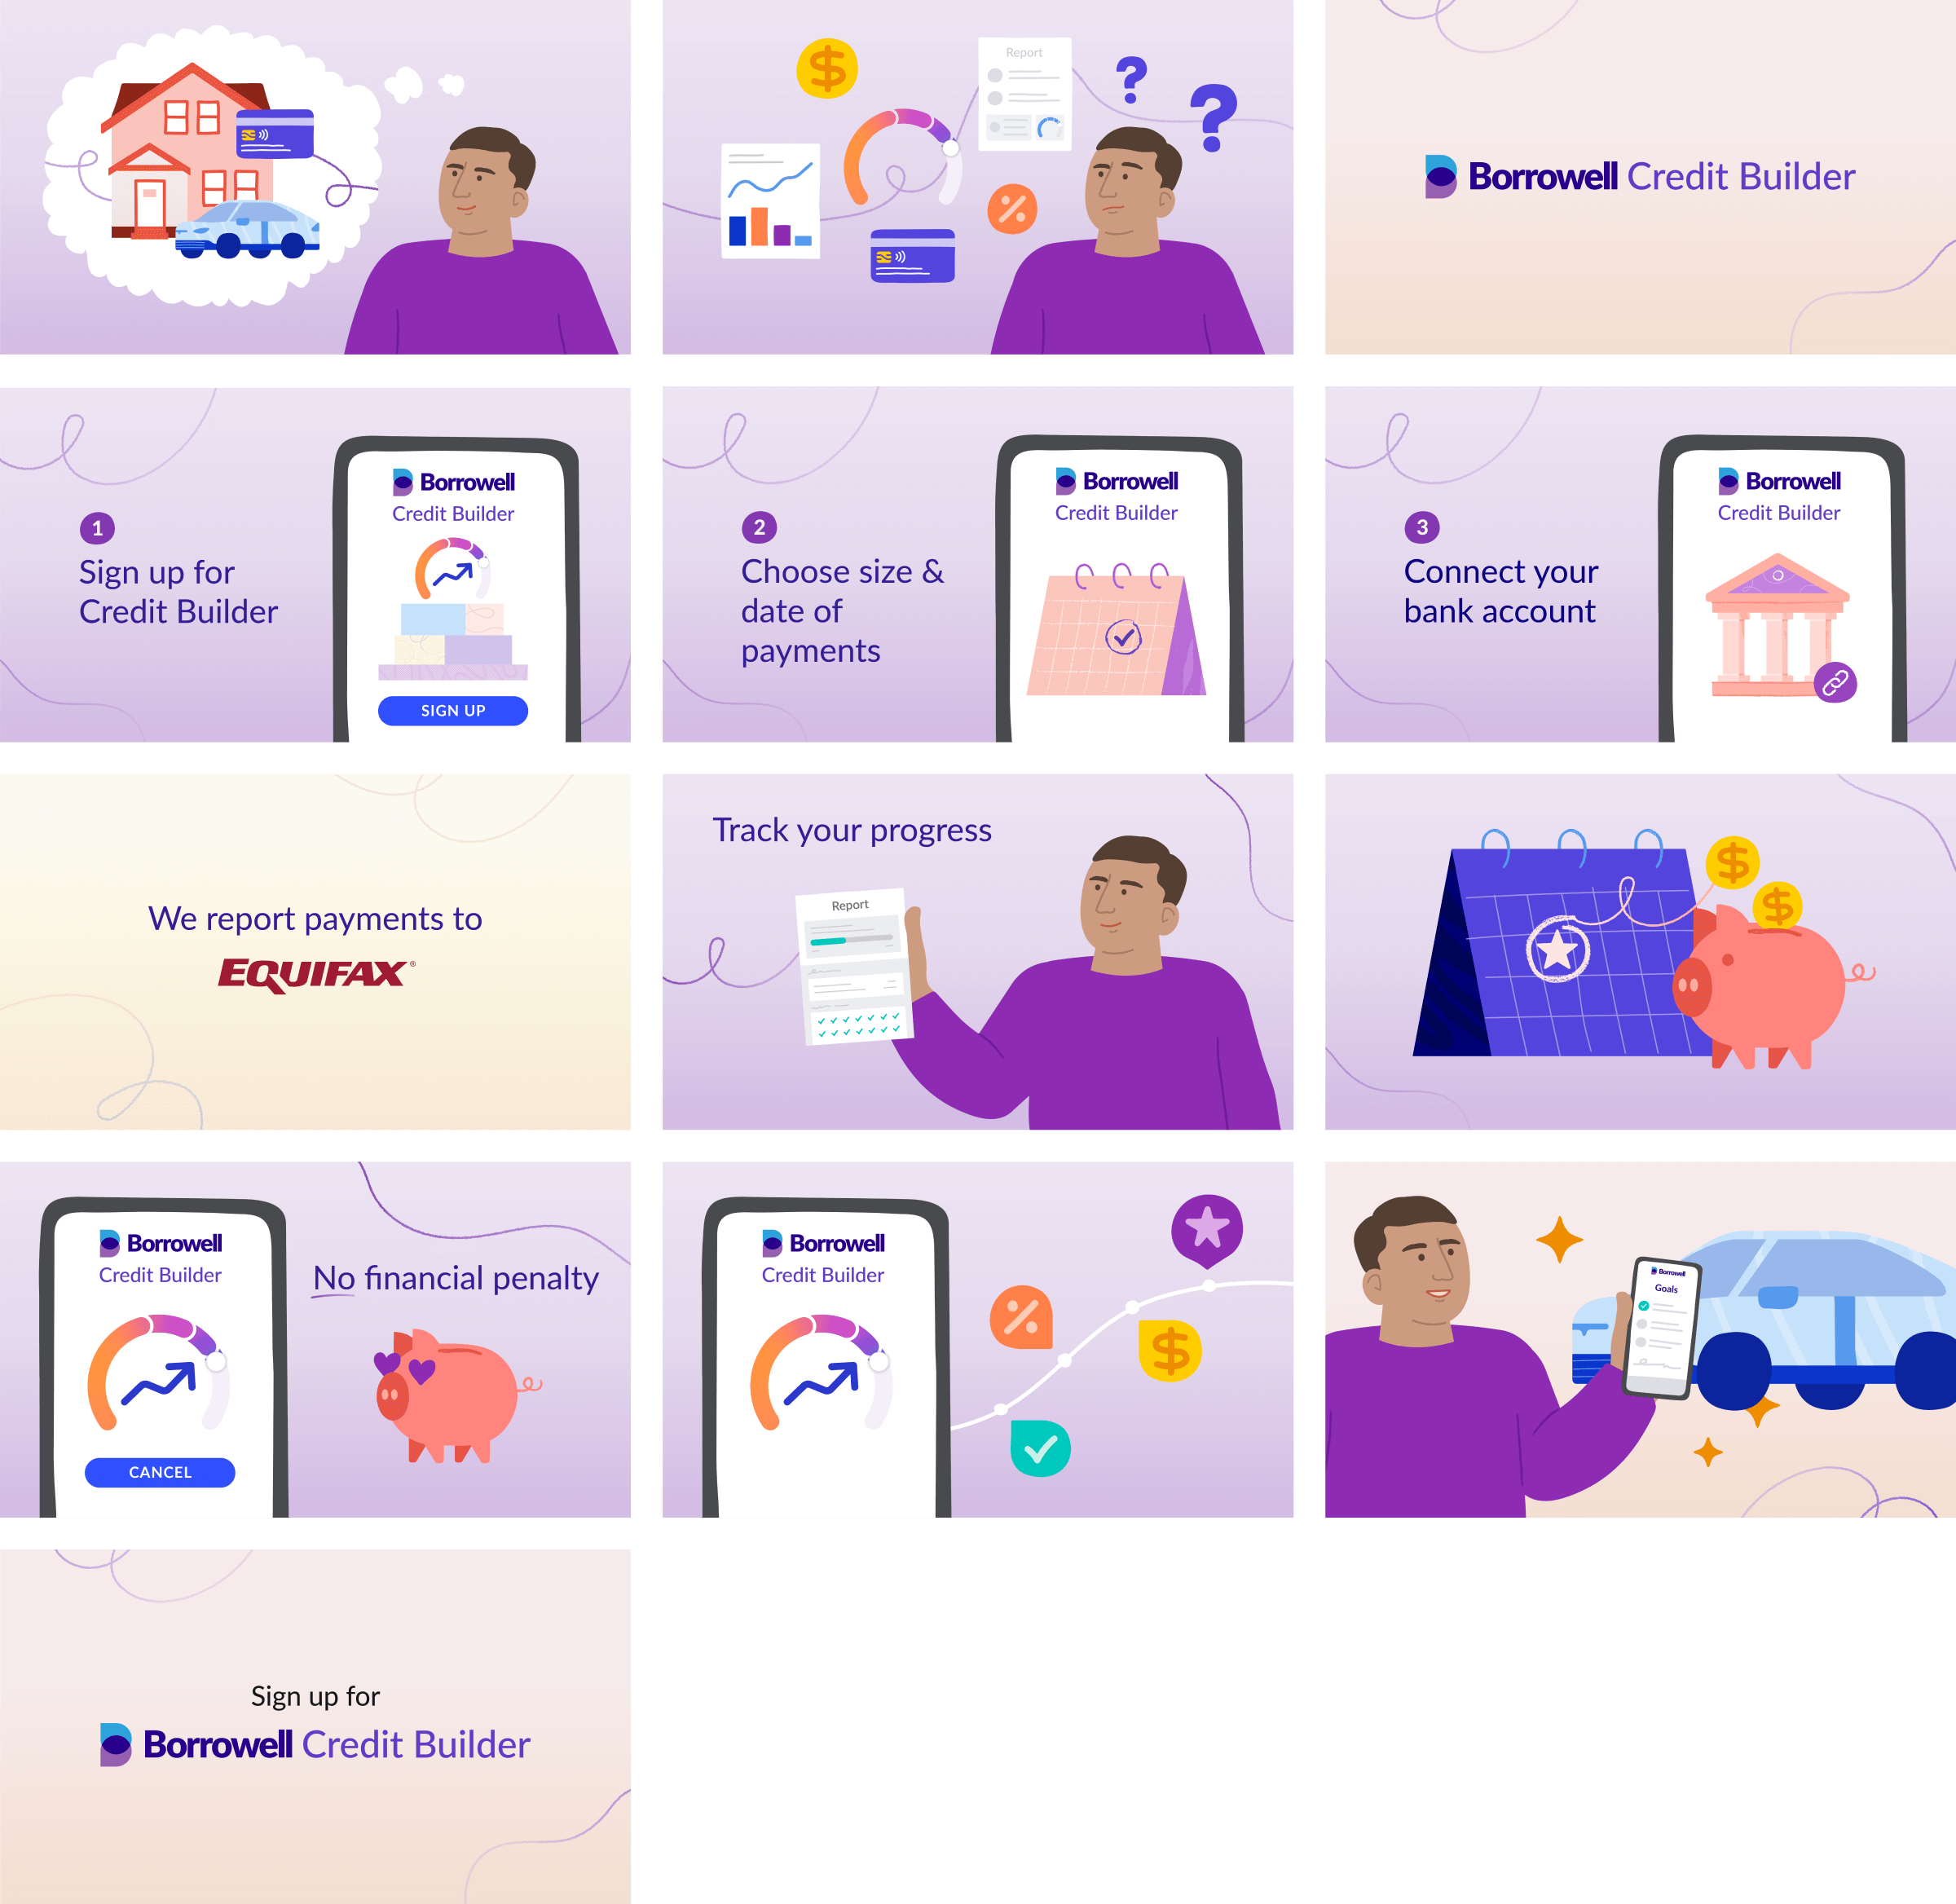 Report
Borrowell Credit Builder
Borrowell
Credit Builder
1
Sign up for
Credit Builder
SIGN UP
Borrowell
Credit Builder
2
Choose size &
date of
payments
Borrowell
Credit Builder
3
Connect your
bank account
We report payments to
EQUIFAX®
Track your progress
Report
Borrowell
Credit Builder
CANCEL
No financial penalty
Borrowell
Credit Builder
Borrowell
Goals
Sign up for
Borrowell Credit Builder